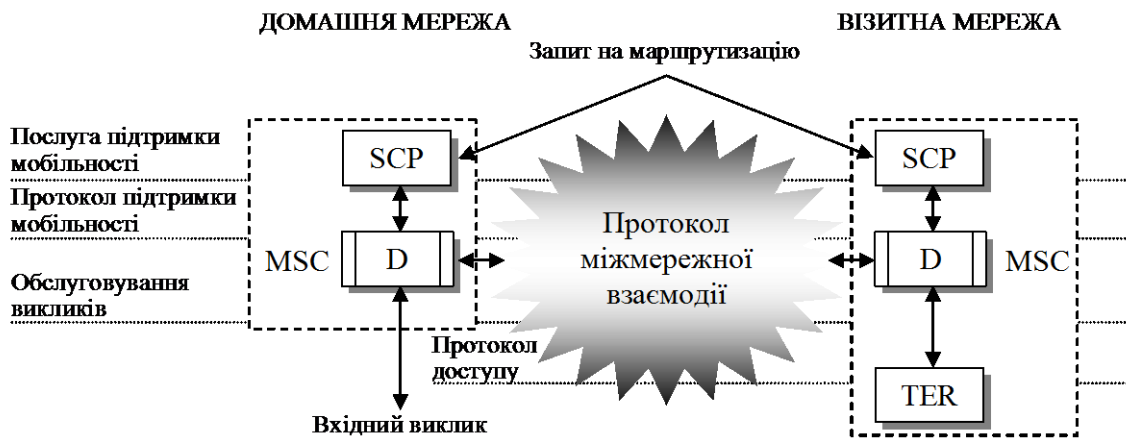 ДОМАШНЯ МЕРЕЖА
ВІЗИТНА МЕРЕЖА
Запит на маршрутизацію
Послуга підтримки
мобільності
SCP
SCP
Протокол підтримки
мобільності
Протокол
міжмережної
взаємодії
MSC
D
D
MSC
Обслуговування
викликів
Протокол
доступу
TER
Вхідний виклик